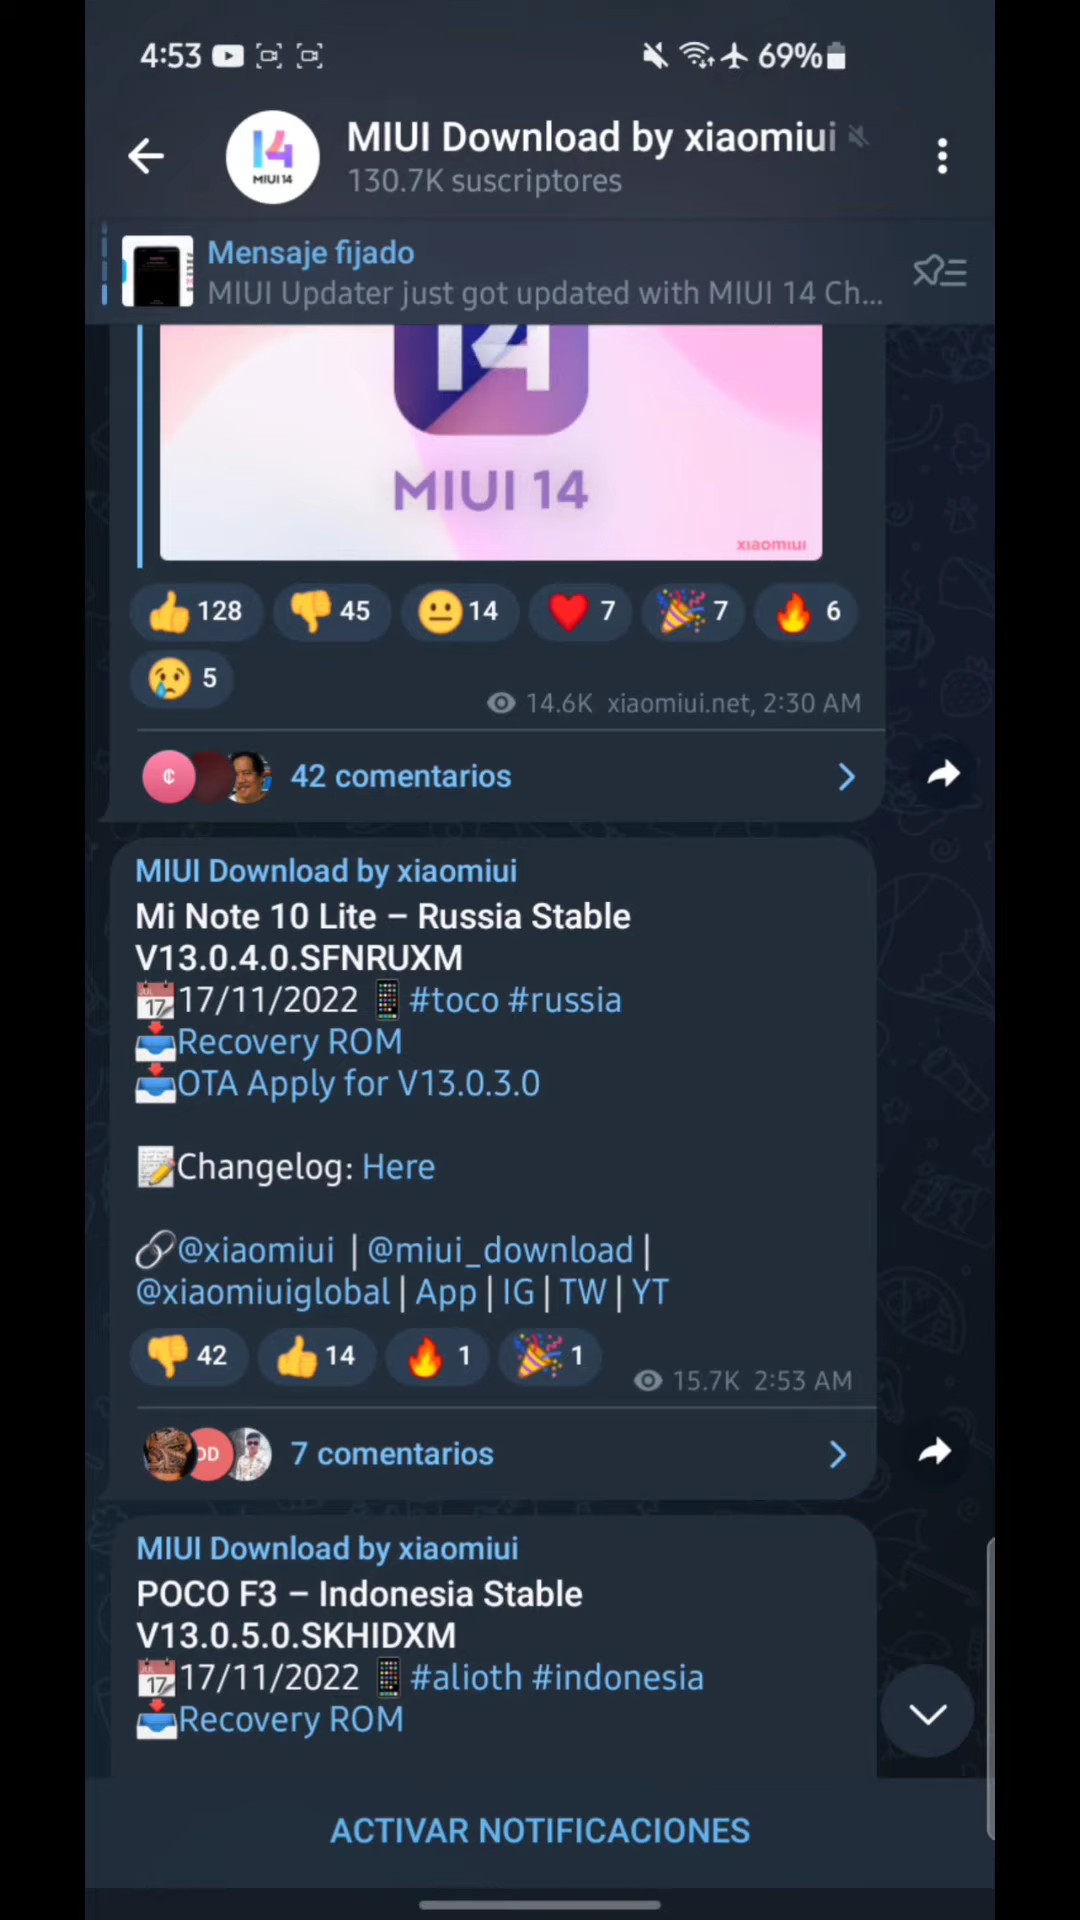 4:53
69%
14
MIUI 14
MIUI Download by xiaomiui
130.7K suscriptores
Mensaje fijado
MIUI Updater just got updated with MIUI 14 Ch...
14
MIUI 14
xiaomiui
128 45 14 7 7 6
5
14.6K xiaomiui.net, 2:30 AM
¢
42 comentarios
MIUI Download by xiaomiui
Mi Note 10 Lite – Russia Stable
V13.0.4.0.SFNRUXM
17/11/2022 #toco #russia
Recovery ROM
OTA Apply for V13.0.3.0
Changelog: Here
@xiaomiui | @miui_download |
@xiaomiuiglobal | App | IG | TW | YT
42 14 1 1
15.7K 2:53 AM
DD
7 comentarios
MIUI Download by xiaomiui
POCO F3 – Indonesia Stable
V13.0.5.0.SKHIDXM
17/11/2022 #alioth #indonesia
Recovery ROM
ACTIVAR NOTIFICACIONES